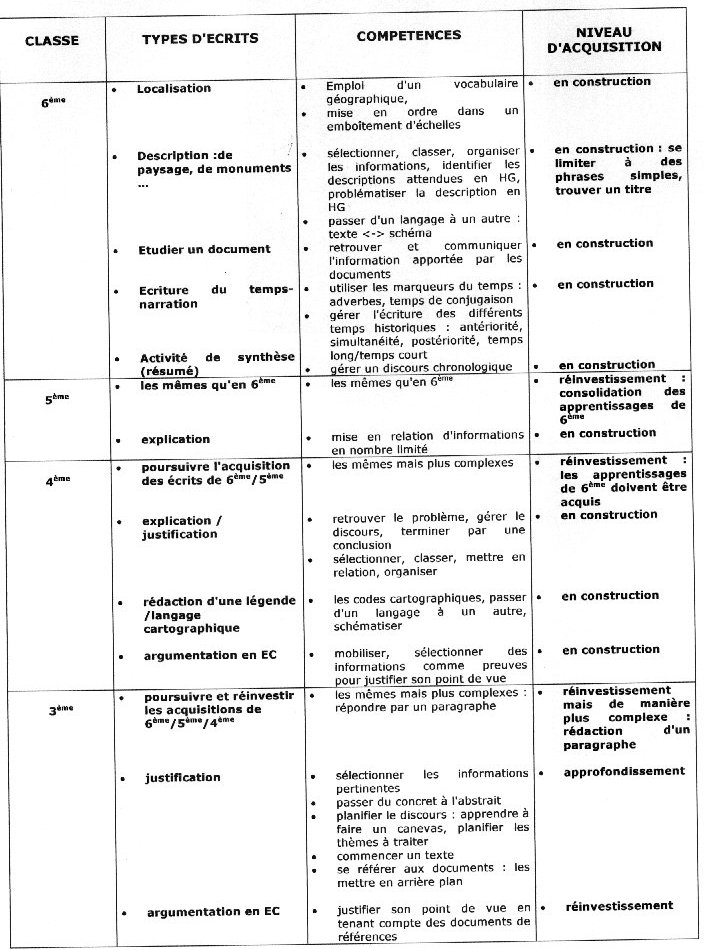 CLASSE
TYPES D'ECRITS
COMPETENCES
NIVEAU
D'ACQUISITION
6ème
• Localisation
• Emploi d'un vocabulaire
géographique,
• mise en ordre dans un
emboîtement d'échelles
• en construction
• Description :de
paysage, de monuments
...
• sélectionner, classer, organiser
les informations, identifier les
descriptions attendues en HG,
problématiser la description en
HG
• passer d'un langage à un autre :
texte <-> schéma
• en construction : se
limiter à des
phrases simples,
trouver un titre
• Etudier un document
• retrouver et communiquer
l'information apportée par les
documents
• en construction
• Ecriture du temps-
narration
• utiliser les marqueurs du temps :
adverbes, temps de conjugaison
• gérer l'écriture des différents
temps historiques : antériorité,
simultanéité, postériorité, temps
long/temps court
• en construction
• Activité de synthèse
(résumé)
• gérer un discours chronologique
• en construction
5ème
• les mêmes qu'en 6ème
• les mêmes qu'en 6ème
• réinvestissement :
consolidation des
apprentissages de
6ème
• explication
• mise en relation d'informations
en nombre limité
• en construction
4ème
• poursuivre l'acquisition
des écrits de 6ème/5ème
• les mêmes mais plus complexes
• réinvestissement :
les apprentissages
de 6ème doivent être
acquis
• explication /
justification
• retrouver le problème, gérer le
discours, terminer par une
conclusion
• sélectionner, classer, mettre en
relation, organiser
• en construction
• rédaction d'une légende
/langage
cartographique
• les codes cartographiques, passer
d'un langage à un autre,
schématiser
• en construction
• argumentation en EC
• mobiliser, sélectionner des
informations comme preuves
pour justifier son point de vue
• en construction
3ème
• poursuivre et réinvestir
les acquisitions de
6ème/5ème/4ème
• les mêmes mais plus complexes :
répondre par un paragraphe
• réinvestissement
mais de manière
plus complexe :
rédaction d'un
paragraphe
• justification
• sélectionner les informations
pertinentes
• passer du concret à l'abstrait
• planifier le discours : apprendre à
faire un canevas, planifier les
thèmes à traiter
• commencer un texte
• se référer aux documents : les
mettre en arrière plan
• approfondissement
• argumentation en EC
• justifier son point de vue en
tenant compte des documents de
références
• réinvestissement